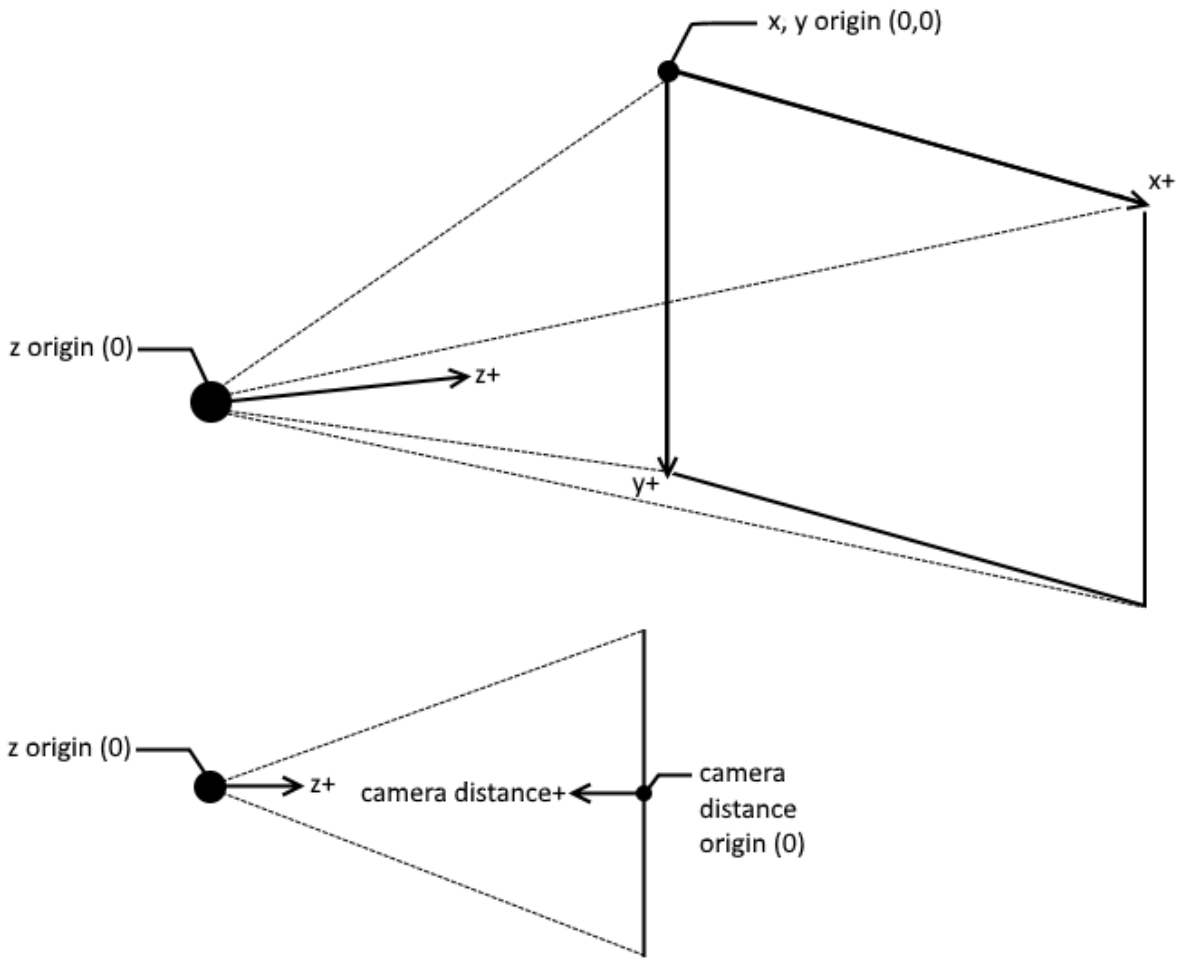 x, y origin (0,0)
x+
z origin (0)
z+
y+
z origin (0)
z+
camera distance+
camera
distance
origin (0)